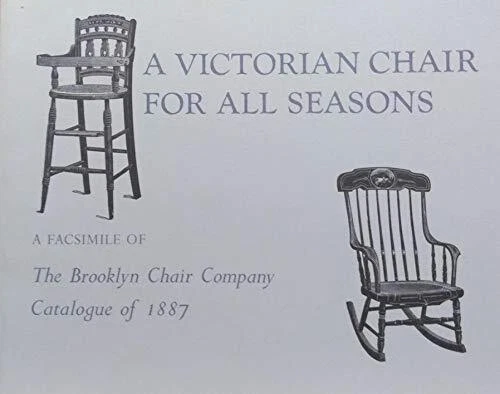 A VICTORIAN CHAIR
FOR ALL SEASONS
A FACSIMILE OF
The Brooklyn Chair Company
Catalogue of 1887